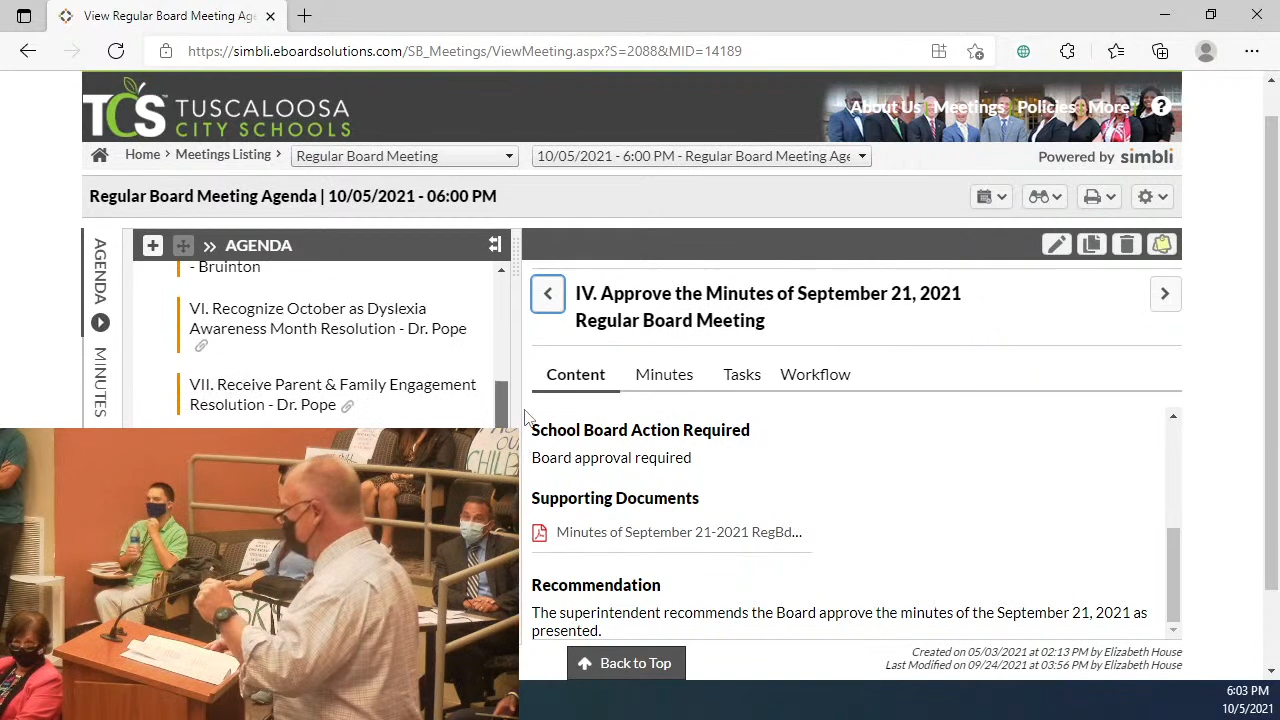 View Regular Board Meeting Age
https://simbli.eboardsolutions.com/SB_Meetings/ViewMeeting.aspx?S=2088&MID=14189
TCS TUSCALOOSA
CITY SCHOOLS
About Us Meetings Policies More
Home Meetings Listing Regular Board Meeting 10/05/2021 - 6:00 PM - Regular Board Meeting Age Powered by simbli
Regular Board Meeting Agenda | 10/05/2021 - 06:00 PM
AGENDA
MINUTES
AGENDA
- Bruinton
VI. Recognize October as Dyslexia
Awareness Month Resolution - Dr. Pope
VII. Receive Parent & Family Engagement
Resolution - Dr. Pope
IV. Approve the Minutes of September 21, 2021
Regular Board Meeting
Content Minutes Tasks Workflow
School Board Action Required
Board approval required
Supporting Documents
Minutes of September 21-2021 RegBd...
Recommendation
The superintendent recommends the Board approve the minutes of the September 21, 2021 as
presented.
Created on 05/03/2021 at 02:13 PM by Elizabeth House
Last Modified on 09/24/2021 at 03:56 PM by Elizabeth House
Back to Top
OUR
6:03 PM
10/5/2021